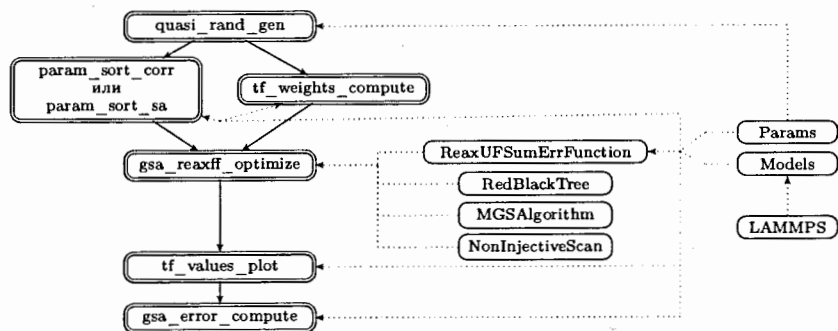 quasi_rand_gen
param_sort_corr
или
param_sort_sa
tf_weights_compute
gsa_reaxff_optimize
ReaxUFSumErrFunction
RedBlackTree
MGSAlgorithm
NonInjectiveScan
Params
Models
LAMMPS
tf_values_plot
gsa_error_compute